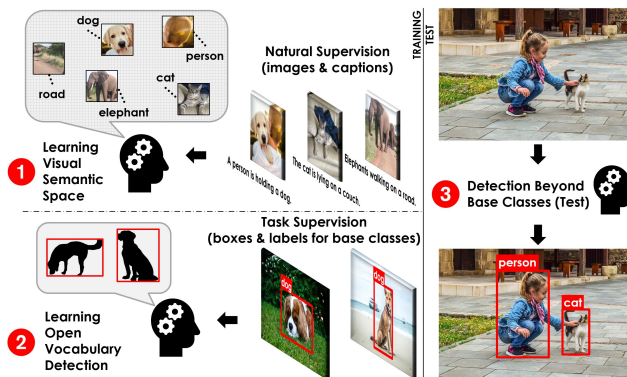 dog
person
road
elephant
cat
Natural Supervision
(images & captions)
A person is holding a dog.
The cat is lying on a couch.
Elephants walking on a road.
1
Learning
Visual
Semantic
Space
Task Supervision
(boxes & labels for base classes)
dog
dog
2
Learning
Open
Vocabulary
Detection
TRAINING
TEST
3
Detection Beyond
Base Classes (Test)
person
cat